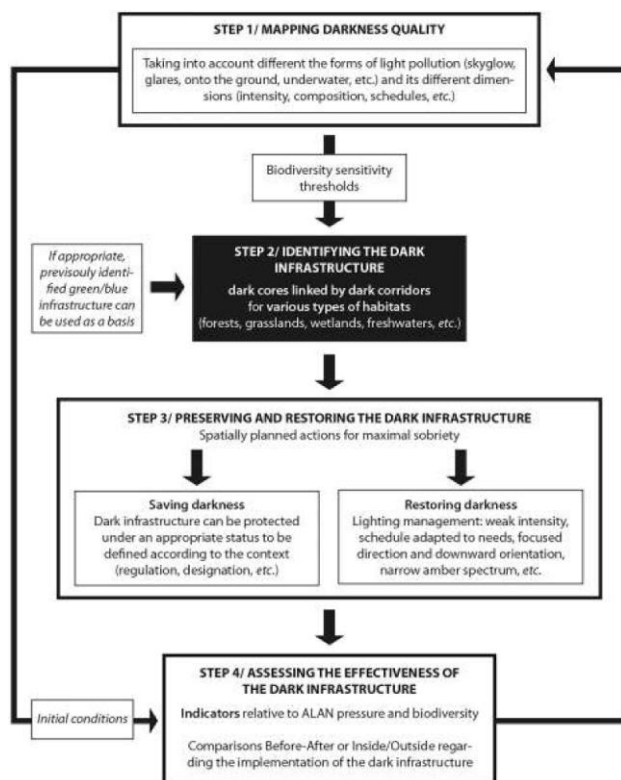 STEP 1/ MAPPING DARKNESS QUALITY
Taking into account different the forms of light pollution (skyglow,
glares, onto the ground, underwater, etc.) and its different dimen-
sions (intensity, composition, schedules, etc.)
Biodiversity sensitivity
thresholds
If appropriate,
previsouly identi-
fied green/blue
infrastructure can
be used as a basis
STEP 2/ IDENTIFYING THE DARK
INFRASTRUCTURE
dark cores linked by dark corridors
for various types of habitats
(forests, grasslands, wetlands, freshwaters, etc.)
STEP 3/ PRESERVING AND RESTORING THE DARK INFRASTRUCTURE
Spatially planned actions for maximal sobriety
Saving darkness
Dark infrastructure can be protected
under an appropriate status to be
defined according to the context
(regulation, designation, etc.)
Restoring darkness
Lighting management: weak intensity,
schedule adapted to needs, focused
direction and downward orientation,
narrow amber spectrum, etc.
STEP 4/ ASSESSING THE EFFECTIVENESS OF
THE DARK INFRASTRUCTURE
Initial conditions
Indicators relative to ALAN pressure and biodiversity
Comparisons Before-After or Inside/Outside regar-
ding the implementation of the dark infrastructure